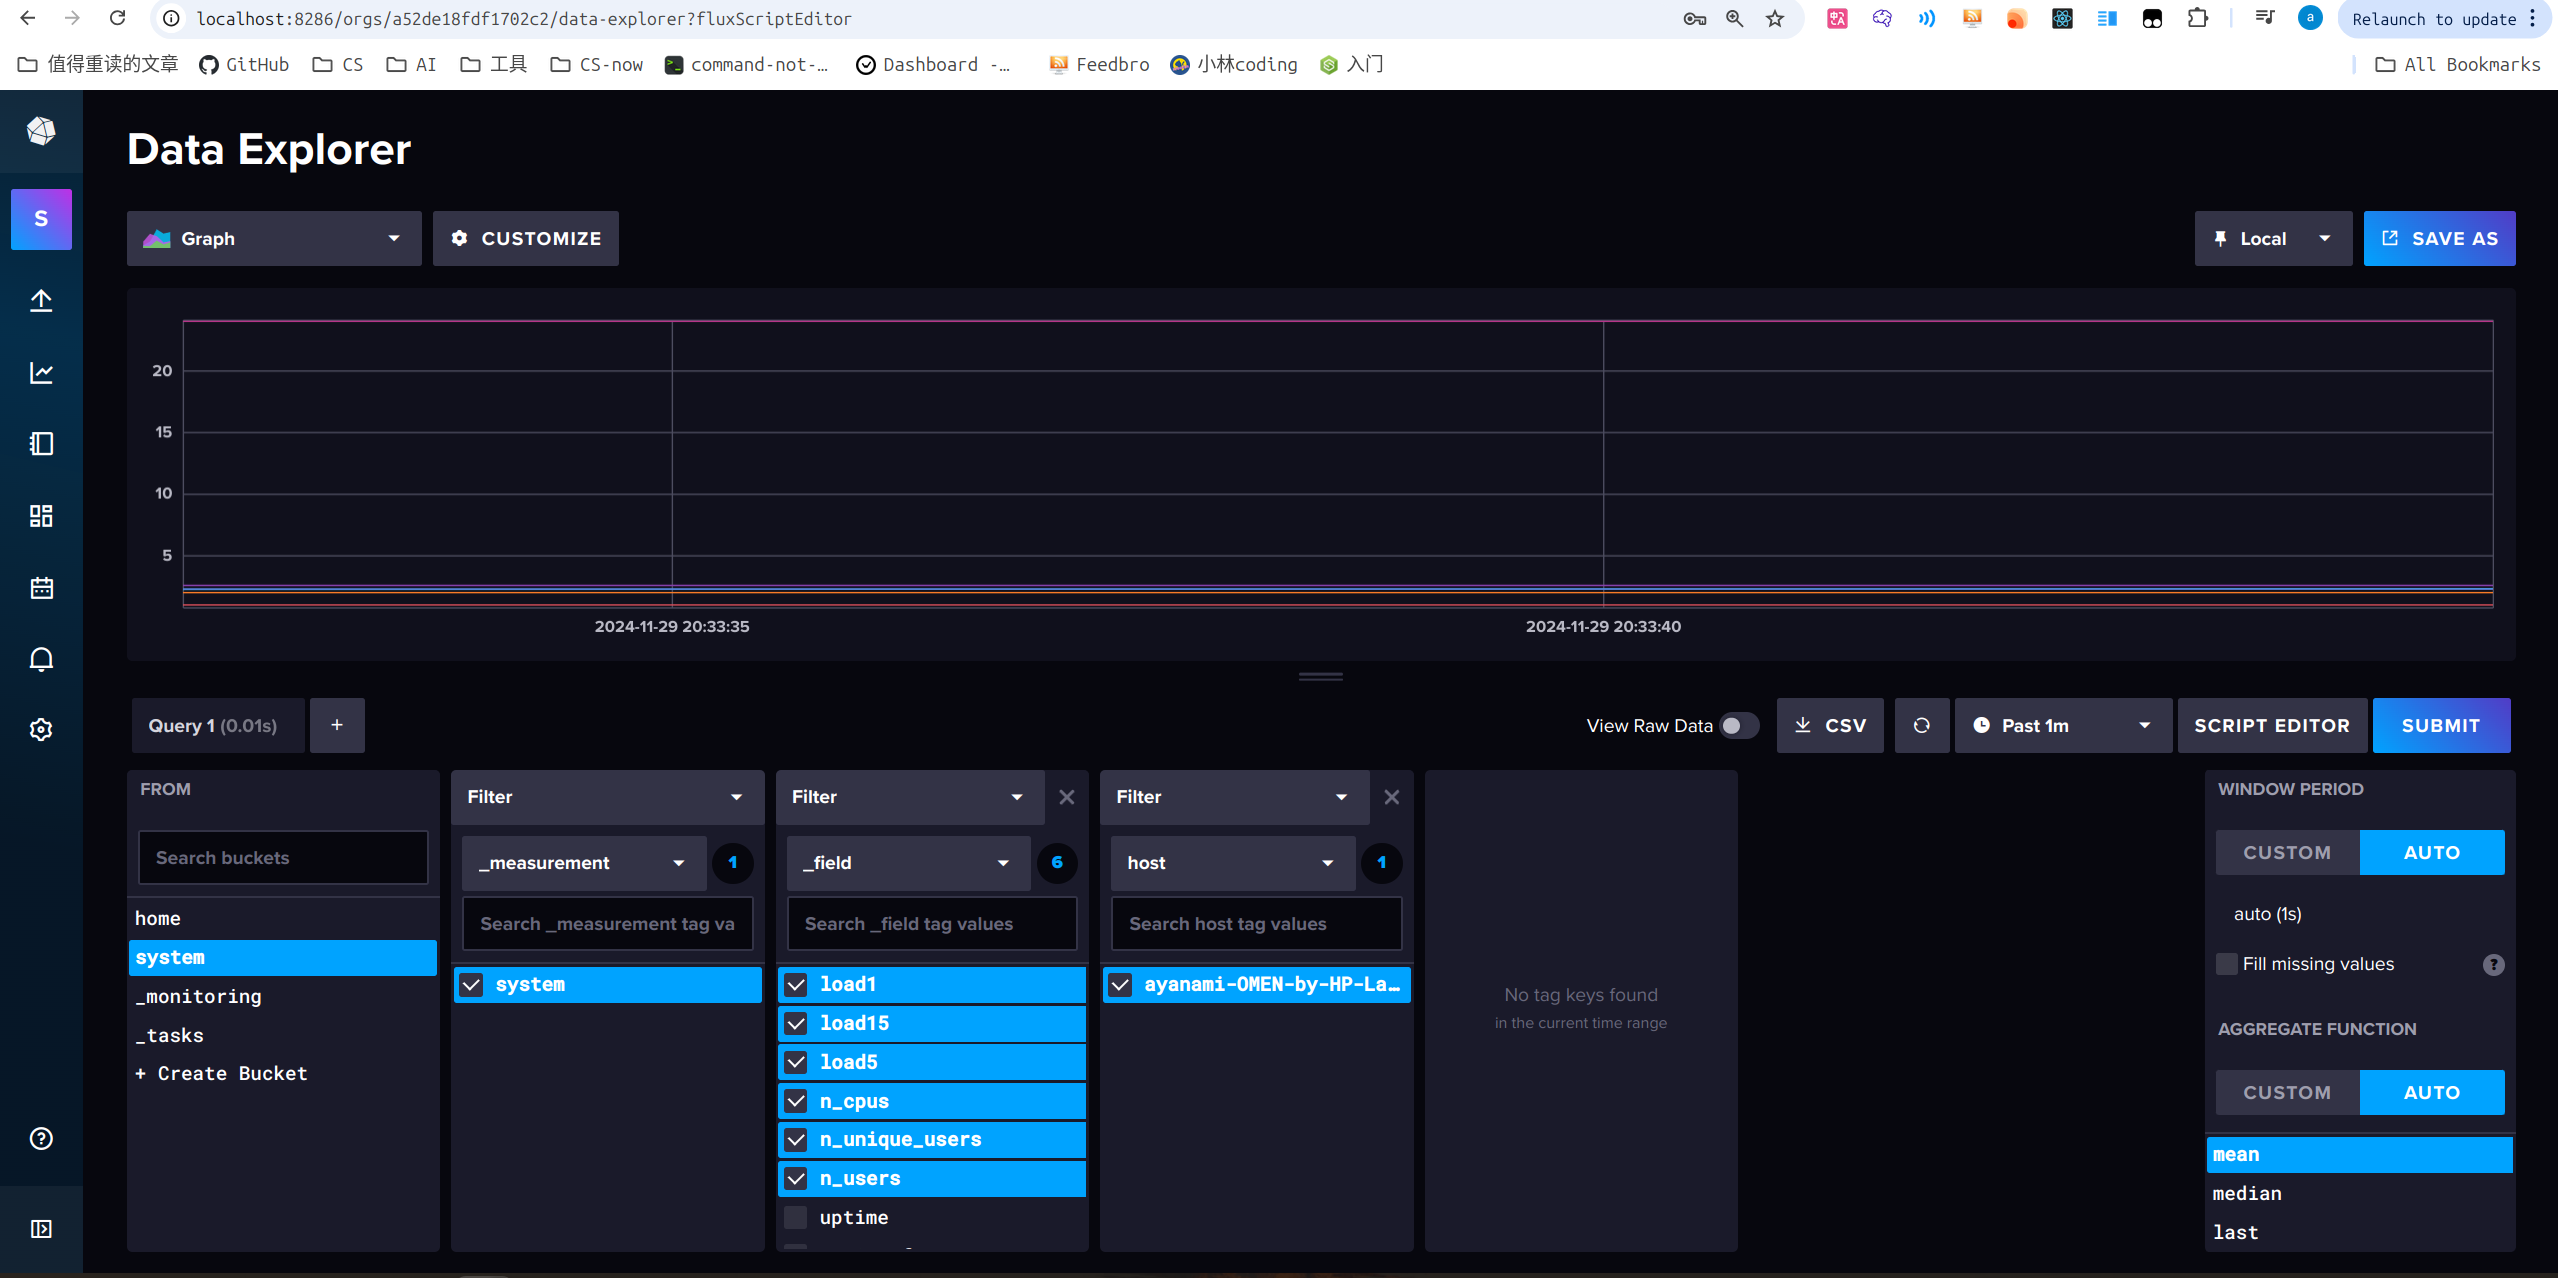 localhost:8286/orgs/a52de18fdf1702c2/data-explorer?fluxScriptEditor
a
Relaunch to update
值得重读的文章
GitHub
CS
AI
工具
CS-now
command-not-…
Dashboard -…
Feedbro
小林coding
入门
All Bookmarks
S
Data Explorer
Graph
CUSTOMIZE
Local
SAVE AS
20
15
10
5
2024-11-29 20:33:35
2024-11-29 20:33:40
Query 1 (0.01s)
+
View Raw Data
CSV
Past 1m
SCRIPT EDITOR
SUBMIT
FROM
Search buckets
home
system
_monitoring
_tasks
+ Create Bucket
Filter
_measurement
1
Search _measurement tag va
system
Filter
_field
6
Search _field tag values
load1
load15
load5
n_cpus
n_unique_users
n_users
uptime
Filter
host
1
Search host tag values
ayanami-OMEN-by-HP-La…
No tag keys found
in the current time range
WINDOW PERIOD
CUSTOM
AUTO
auto (1s)
Fill missing values
?
AGGREGATE FUNCTION
CUSTOM
AUTO
mean
median
last